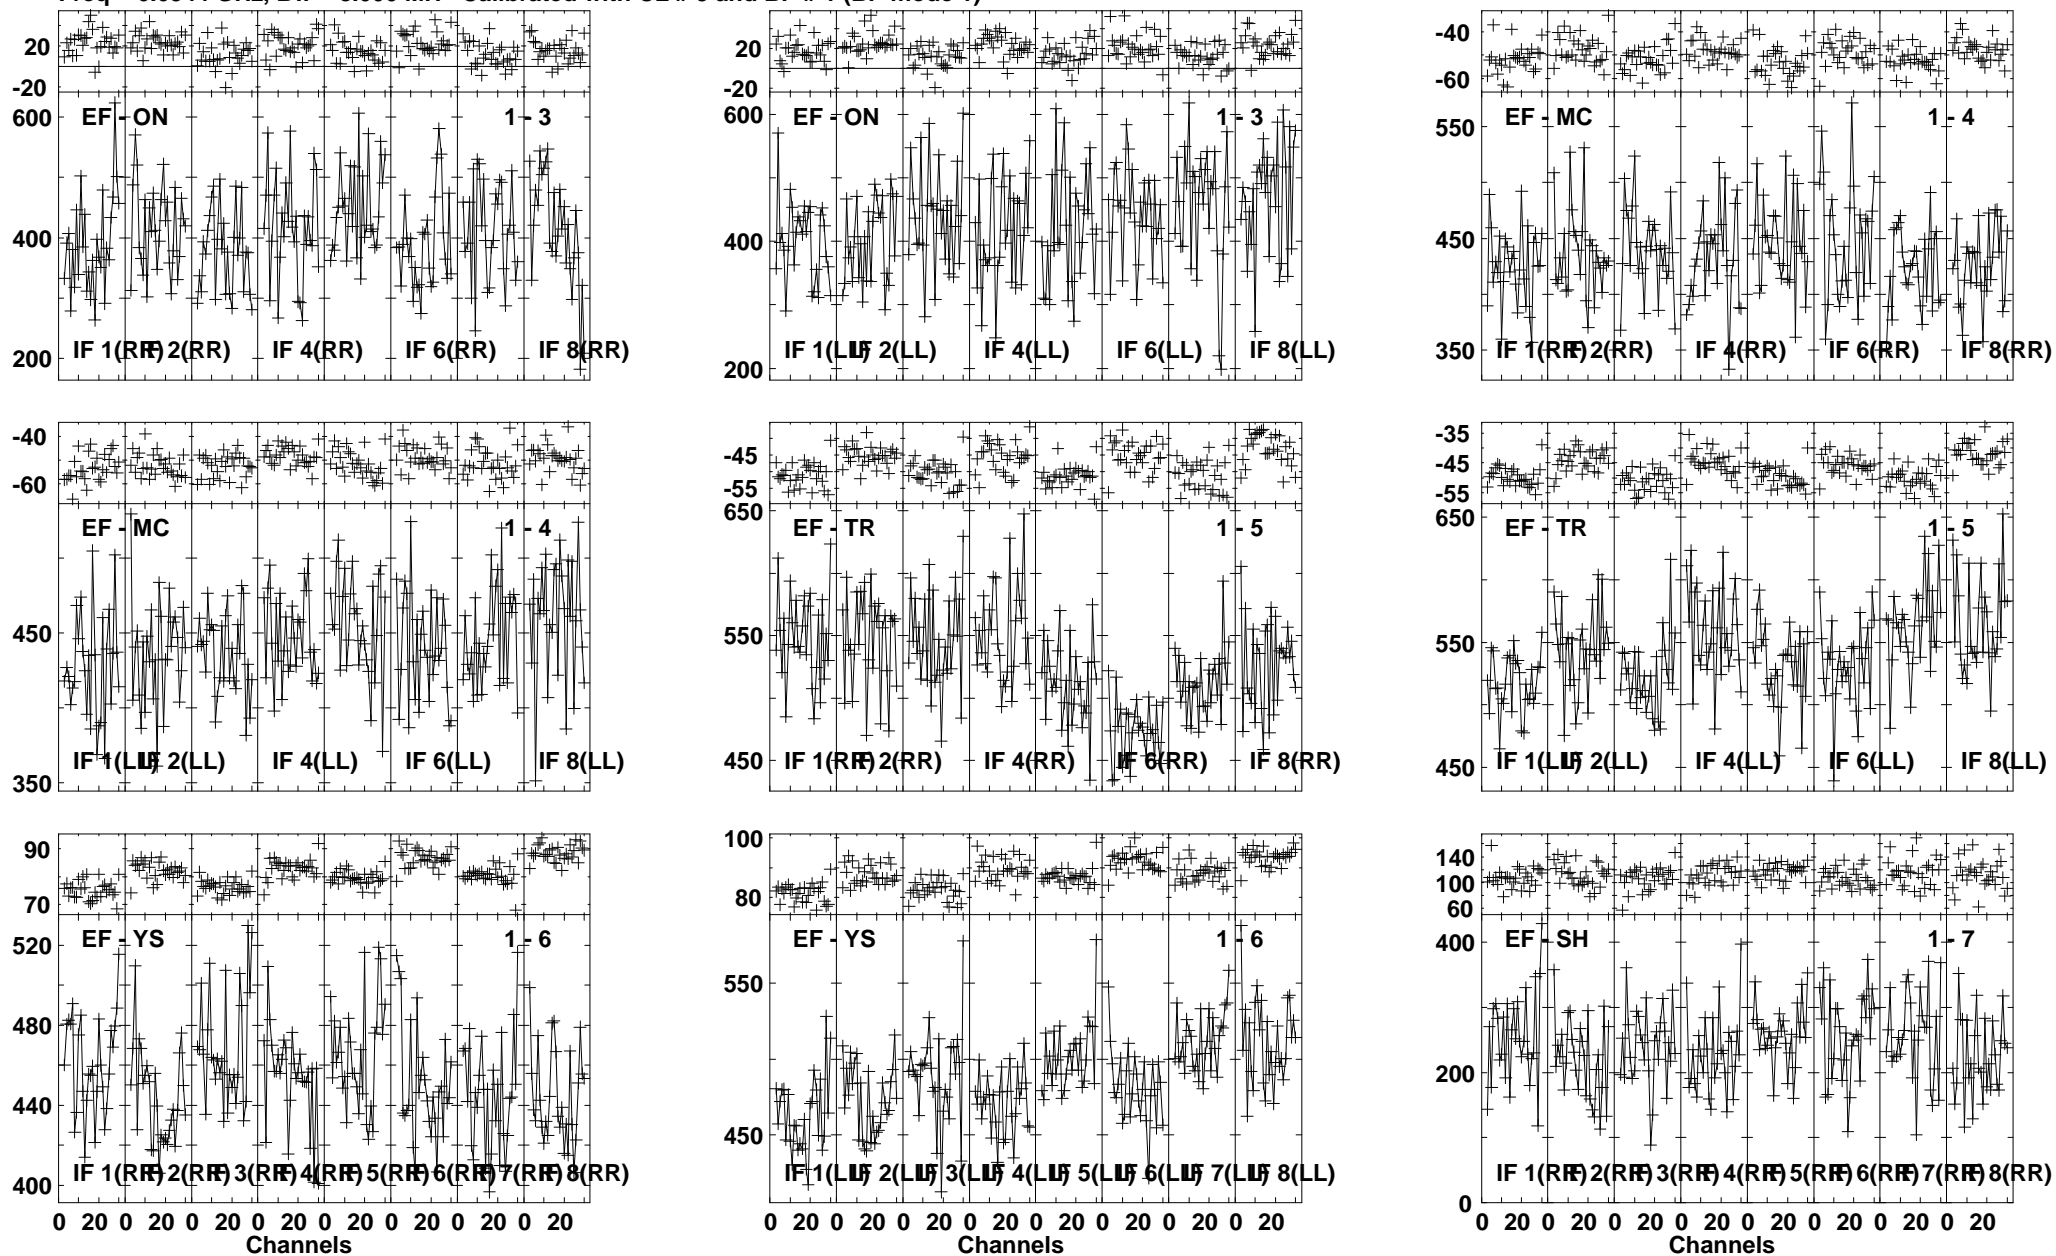 20
-20
600
400
200
EF - ON 1 - 3
IF 1(RR) IF 2(RR) IF 4(RR) IF 6(RR) IF 8(RR)
20
-20
600
400
200
EF - ON 1 - 3
IF 1(LL) IF 2(LL) IF 4(LL) IF 6(LL) IF 8(LL)
-40
-60
550
450
350
EF - MC 1 - 4
IF 1(RR) IF 2(RR) IF 4(RR) IF 6(RR) IF 8(RR)
-40
-60
450
350
EF - MC 1 - 4
IF 1(LL) IF 2(LL) IF 4(LL) IF 6(LL) IF 8(LL)
-45
-55
650
550
450
EF - TR 1 - 5
IF 1(RR) IF 2(RR) IF 4(RR) IF 6(RR) IF 8(RR)
-35
-45
-55
650
550
450
EF - TR 1 - 5
IF 1(LL) IF 2(LL) IF 4(LL) IF 6(LL) IF 8(LL)
90
70
520
480
440
400
EF - YS 1 - 6
IF 1(RR) IF 2(RR) IF 3(RR) IF 4(RR) IF 5(RR) IF 6(RR) IF 7(RR) IF 8(RR)
0 20 0 20 0 20 0 20 0 20 0 20 0 20 0 20
Channels
100
80
550
450
EF - YS 1 - 6
IF 1(LL) IF 2(LL) IF 3(LL) IF 4(LL) IF 5(LL) IF 6(LL) IF 7(LL) IF 8(LL)
0 20 0 20 0 20 0 20 0 20 0 20 0 20 0 20
Channels
140
100
60
400
200
0
EF - SH 1 - 7
IF 1(RR) IF 2(RR) IF 3(RR) IF 4(RR) IF 5(RR) IF 6(RR) IF 7(RR) IF 8(RR)
0 20 0 20 0 20 0 20 0 20 0 20 0 20 0 20
Channels